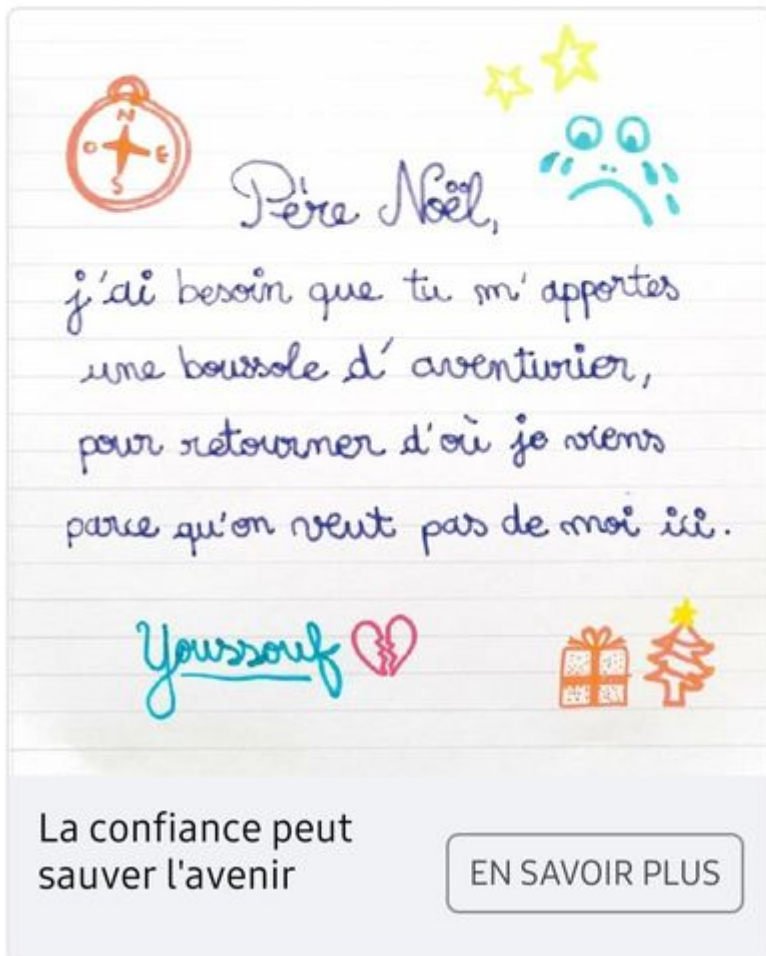 N
O E
S
Père Noël,
j'ai besoin que tu m'apportes
une boussole d'aventurier,
pour retourner d'où je viens
parce qu'on veut pas de moi ici.
Youssouf
La confiance peut
sauver l'avenir
EN SAVOIR PLUS